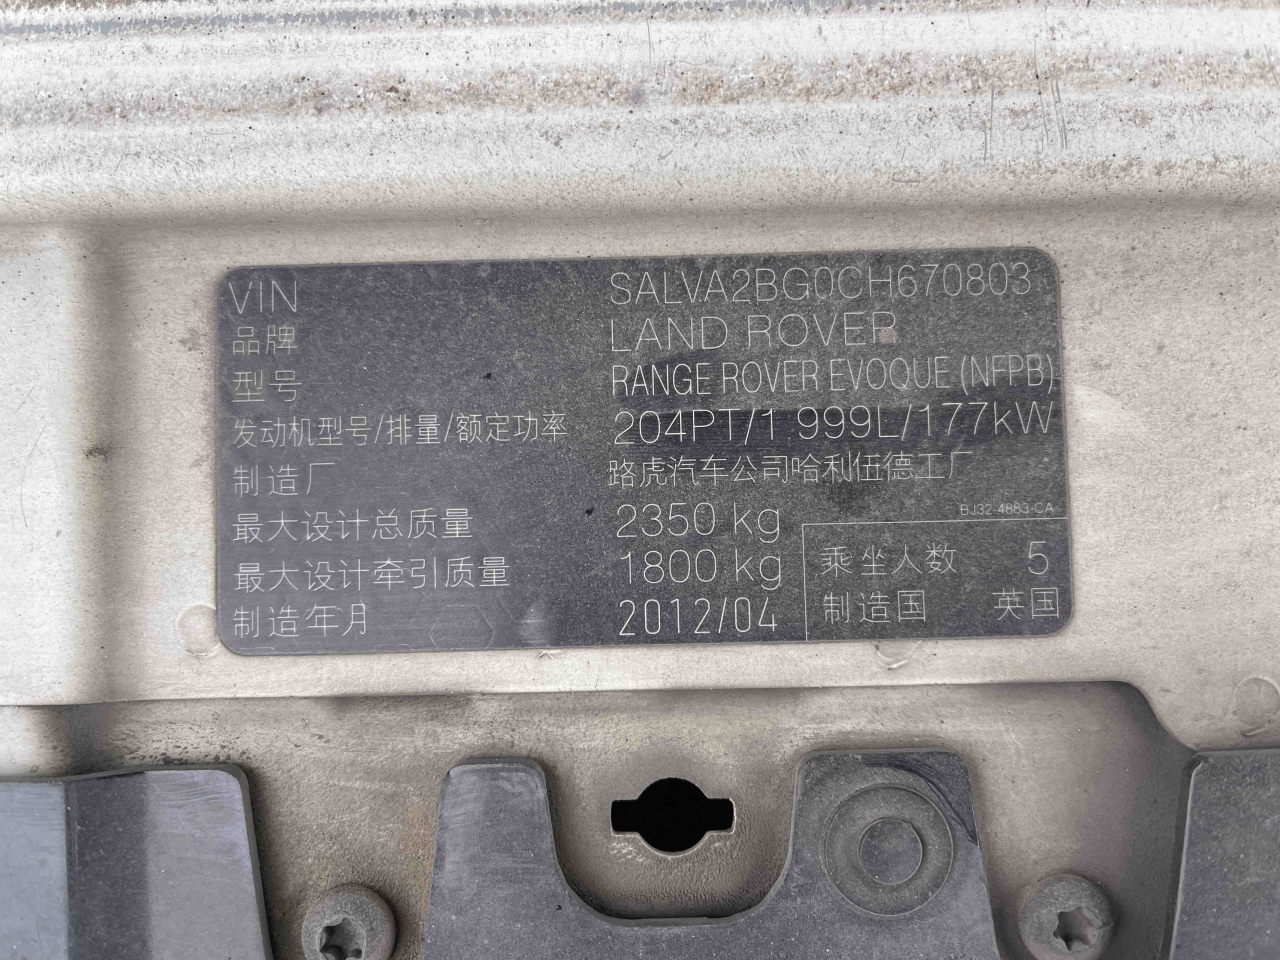 VIN SALVA2BG0CH670803
品牌 LAND ROVER
型号 RANGE ROVER EVOQUE (NFPB)
发动机型号/排量/额定功率 204PT/1.999L/177kW
制造厂 路虎汽车公司哈利伍德工厂
最大设计总质量 2350 kg
BJ32-4883-CA
最大设计牵引质量 1800 kg
乘坐人数 5
制造年月 2012/04
制造国 英国